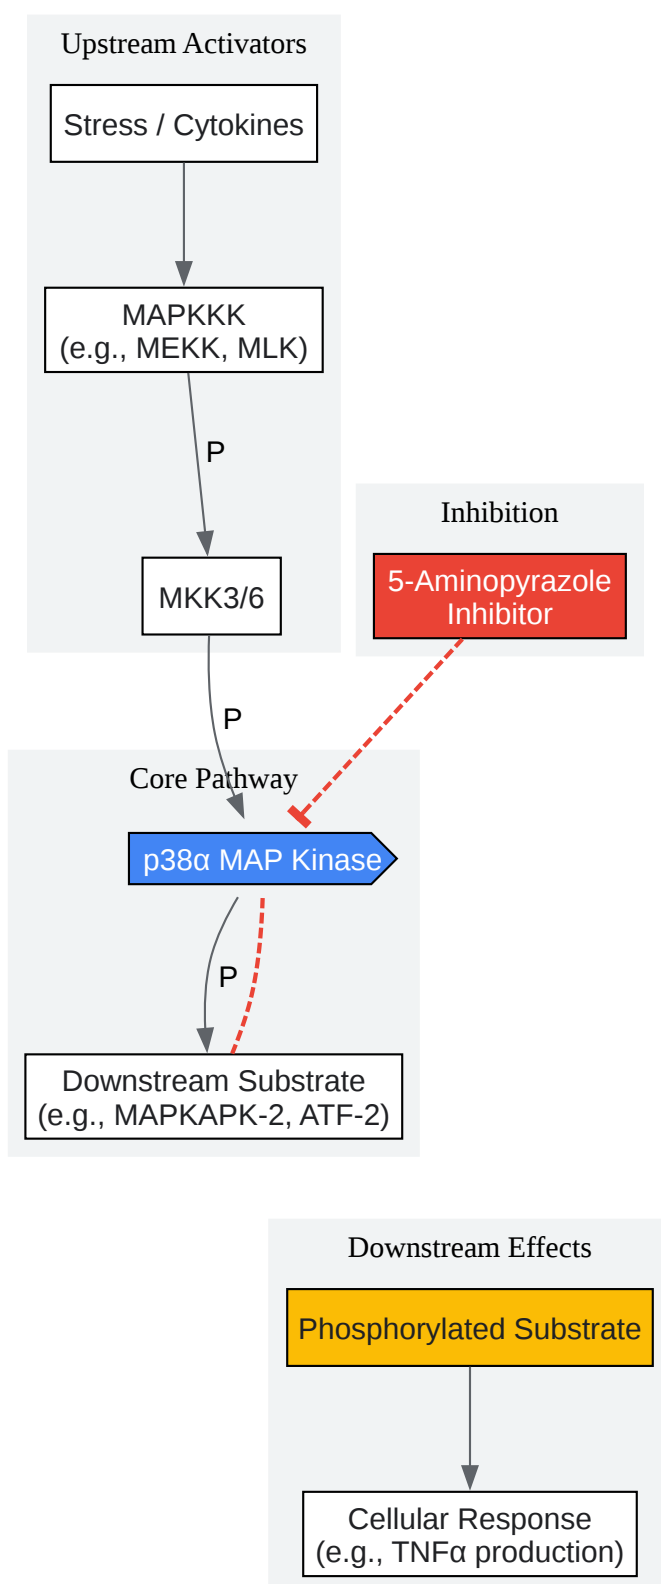 Upstream Activators
Stress / Cytokines
MAPKKK
(e.g., MEKK, MLK)
P
MKK3/6
Inhibition
5-Aminopyrazole
Inhibitor
P
Core Pathway
p38α MAP Kinase
P
Downstream Substrate
(e.g., MAPKAPK-2, ATF-2)
Downstream Effects
Phosphorylated Substrate
Cellular Response
(e.g., TNFα production)